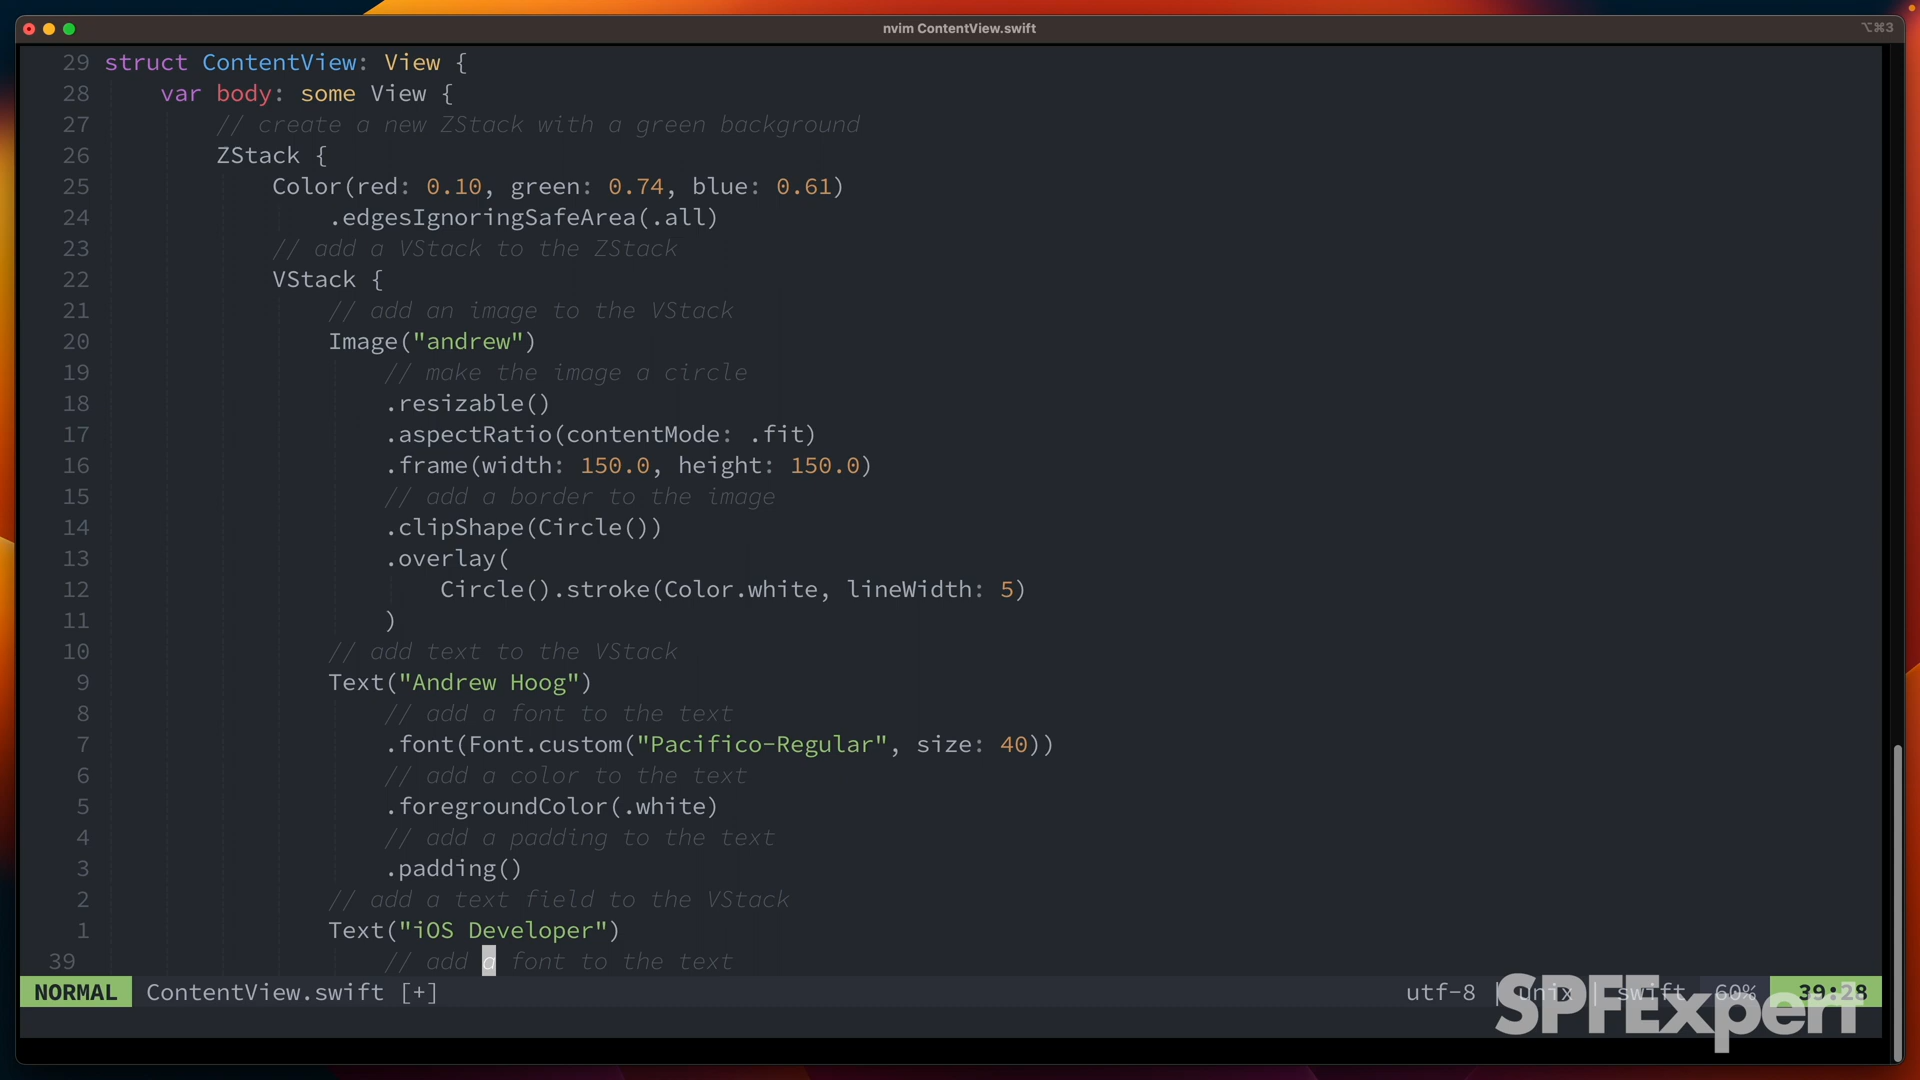 nvim ContentView.swift
⌥⌘3
29 struct ContentView: View {
28 var body: some View {
27 // create a new ZStack with a green background
26 ZStack {
25 Color(red: 0.10, green: 0.74, blue: 0.61)
24 .edgesIgnoringSafeArea(.all)
23 // add a VStack to the ZStack
22 VStack {
21 // add an image to the VStack
20 Image("andrew")
19 // make the image a circle
18 .resizable()
17 .aspectRatio(contentMode: .fit)
16 .frame(width: 150.0, height: 150.0)
15 // add a border to the image
14 .clipShape(Circle())
13 .overlay(
12 Circle().stroke(Color.white, lineWidth: 5)
11 )
10 // add text to the VStack
9 Text("Andrew Hoog")
8 // add a font to the text
7 .font(Font.custom("Pacifico-Regular", size: 40))
6 // add a color to the text
5 .foregroundColor(.white)
4 // add a padding to the text
3 .padding()
2 // add a text field to the VStack
1 Text("iOS Developer")
39 // add a font to the text
NORMAL ContentView.swift [+] utf-8 | unix | swift 60% 39:28
SPFExpert